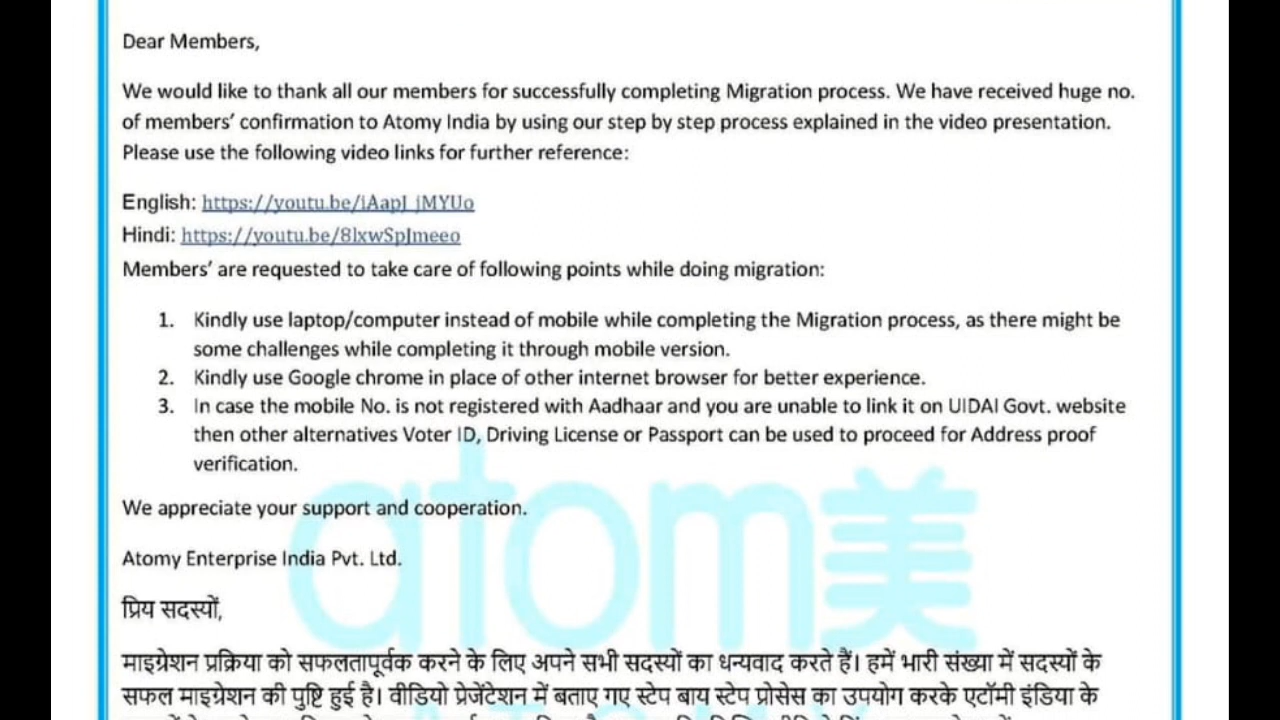 Dear Members,
We would like to thank all our members for successfully completing Migration process. We have received huge no.
of members' confirmation to Atomy India by using our step by step process explained in the video presentation.
Please use the following video links for further reference:
English: https://youtu.be/iAapJ_jMYUo
Hindi: https://youtu.be/8lxwSpJmeeo
Members' are requested to take care of following points while doing migration:
1. Kindly use laptop/computer instead of mobile while completing the Migration process, as there might be
some challenges while completing it through mobile version.
2. Kindly use Google chrome in place of other internet browser for better experience.
3. In case the mobile No. is not registered with Aadhaar and you are unable to link it on UIDAI Govt. website
then other alternatives Voter ID, Driving License or Passport can be used to proceed for Address proof
verification.
We appreciate your support and cooperation.
atom美
Atomy Enterprise India Pvt. Ltd.
प्रिय सदस्यों,
माइग्रेशन प्रक्रिया को सफलतापूर्वक करने के लिए अपने सभी सदस्यों का धन्यवाद करते हैं। हमें भारी संख्या में सदस्यों के
सफल माइग्रेशन की पुष्टि हुई है। वीडियो प्रेजेंटेशन में बताए गए स्टेप बाय स्टेप प्रोसेस का उपयोग करके एटॉमी इंडिया के